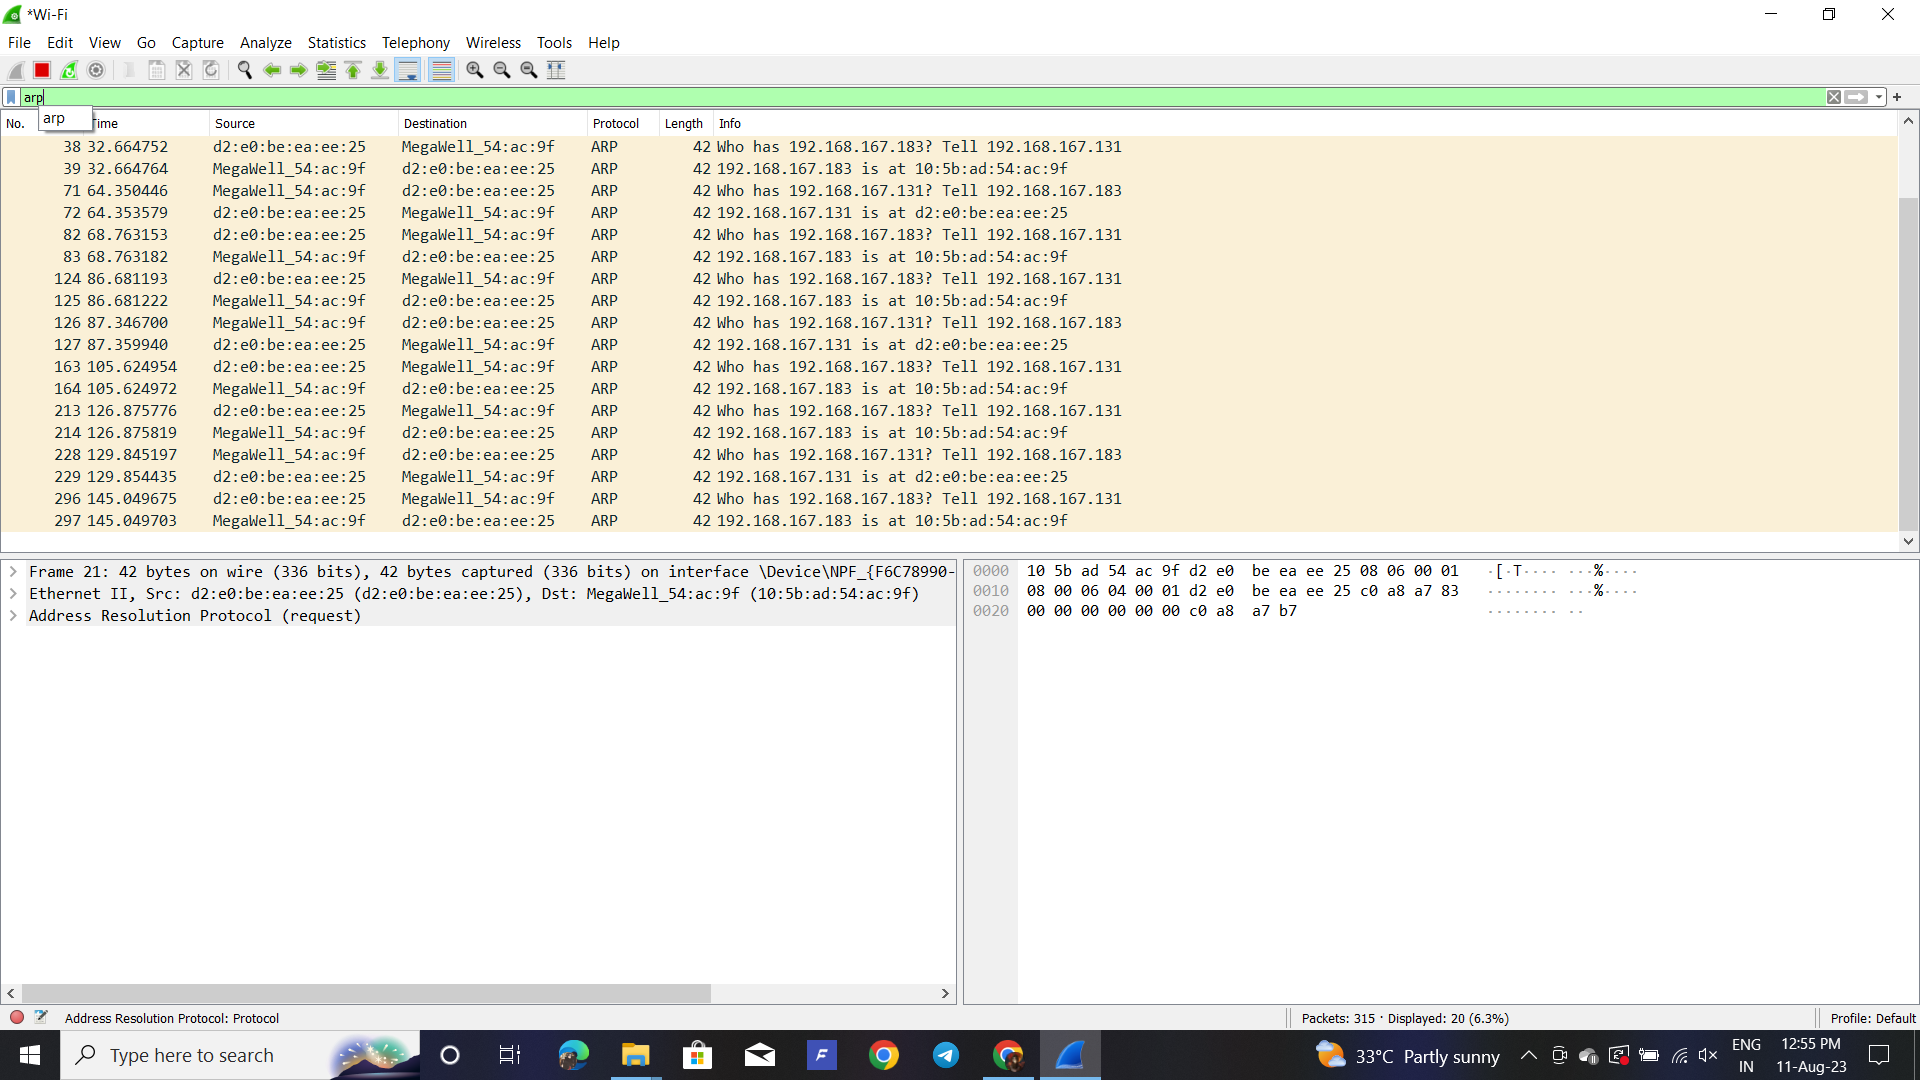 *Wi-Fi
File Edit View Go Capture Analyze Statistics Telephony Wireless Tools Help
arp
arp
No. Time Source Destination Protocol Length Info
38 32.664752 d2:e0:be:ea:ee:25 MegaWell_54:ac:9f ARP 42 Who has 192.168.167.183? Tell 192.168.167.131
39 32.664764 MegaWell_54:ac:9f d2:e0:be:ea:ee:25 ARP 42 192.168.167.183 is at 10:5b:ad:54:ac:9f
71 64.350446 MegaWell_54:ac:9f d2:e0:be:ea:ee:25 ARP 42 Who has 192.168.167.131? Tell 192.168.167.183
72 64.353579 d2:e0:be:ea:ee:25 MegaWell_54:ac:9f ARP 42 192.168.167.131 is at d2:e0:be:ea:ee:25
82 68.763153 d2:e0:be:ea:ee:25 MegaWell_54:ac:9f ARP 42 Who has 192.168.167.183? Tell 192.168.167.131
83 68.763182 MegaWell_54:ac:9f d2:e0:be:ea:ee:25 ARP 42 192.168.167.183 is at 10:5b:ad:54:ac:9f
124 86.681193 d2:e0:be:ea:ee:25 MegaWell_54:ac:9f ARP 42 Who has 192.168.167.183? Tell 192.168.167.131
125 86.681222 MegaWell_54:ac:9f d2:e0:be:ea:ee:25 ARP 42 192.168.167.183 is at 10:5b:ad:54:ac:9f
126 87.346700 MegaWell_54:ac:9f d2:e0:be:ea:ee:25 ARP 42 Who has 192.168.167.131? Tell 192.168.167.183
127 87.359940 d2:e0:be:ea:ee:25 MegaWell_54:ac:9f ARP 42 192.168.167.131 is at d2:e0:be:ea:ee:25
163 105.624954 d2:e0:be:ea:ee:25 MegaWell_54:ac:9f ARP 42 Who has 192.168.167.183? Tell 192.168.167.131
164 105.624972 MegaWell_54:ac:9f d2:e0:be:ea:ee:25 ARP 42 192.168.167.183 is at 10:5b:ad:54:ac:9f
213 126.875776 d2:e0:be:ea:ee:25 MegaWell_54:ac:9f ARP 42 Who has 192.168.167.183? Tell 192.168.167.131
214 126.875819 MegaWell_54:ac:9f d2:e0:be:ea:ee:25 ARP 42 192.168.167.183 is at 10:5b:ad:54:ac:9f
228 129.845197 MegaWell_54:ac:9f d2:e0:be:ea:ee:25 ARP 42 Who has 192.168.167.131? Tell 192.168.167.183
229 129.854435 d2:e0:be:ea:ee:25 MegaWell_54:ac:9f ARP 42 192.168.167.131 is at d2:e0:be:ea:ee:25
296 145.049675 d2:e0:be:ea:ee:25 MegaWell_54:ac:9f ARP 42 Who has 192.168.167.183? Tell 192.168.167.131
297 145.049703 MegaWell_54:ac:9f d2:e0:be:ea:ee:25 ARP 42 192.168.167.183 is at 10:5b:ad:54:ac:9f
Frame 21: 42 bytes on wire (336 bits), 42 bytes captured (336 bits) on interface \Device\NPF_{F6C78990-
Ethernet II, Src: d2:e0:be:ea:ee:25 (d2:e0:be:ea:ee:25), Dst: MegaWell_54:ac:9f (10:5b:ad:54:ac:9f)
Address Resolution Protocol (request)
0000 10 5b ad 54 ac 9f d2 e0 be ea ee 25 08 06 00 01 ·[·T···· ···%····
0010 08 00 06 04 00 01 d2 e0 be ea ee 25 c0 a8 a7 83 ········ ···%····
0020 00 00 00 00 00 00 c0 a8 a7 b7 ········ ··
Address Resolution Protocol: Protocol
Packets: 315 · Displayed: 20 (6.3%)
Profile: Default
Type here to search
33°C Partly sunny
ENG
IN
12:55 PM
11-Aug-23